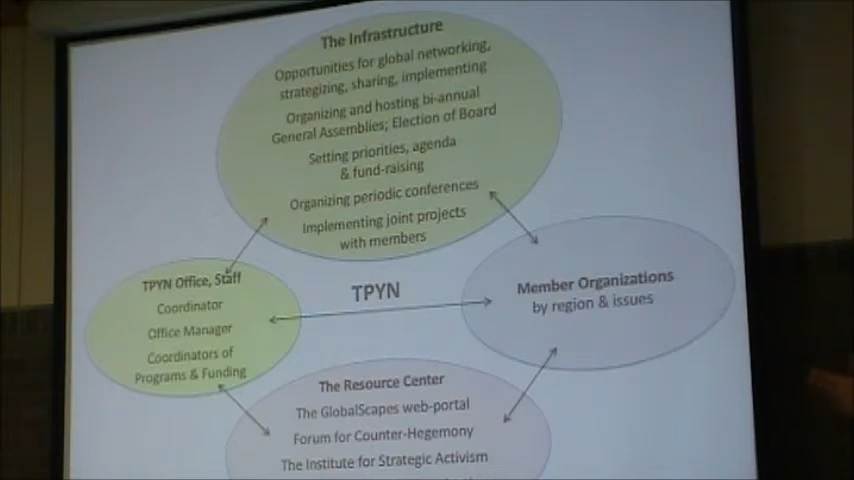 The Infrastructure
Opportunities for global networking,
strategizing, sharing, implementing
Organizing and hosting bi-annual
General Assemblies; Election of Board
Setting priorities, agenda
& fund-raising
Organizing periodic conferences
Implementing joint projects
with members
TPYN Office, Staff
Coordinator
Office Manager
Coordinators of
Programs & Funding
TPYN
Member Organizations
by region & issues
The Resource Center
The GlobalScapes web-portal
Forum for Counter-Hegemony
The Institute for Strategic Activism